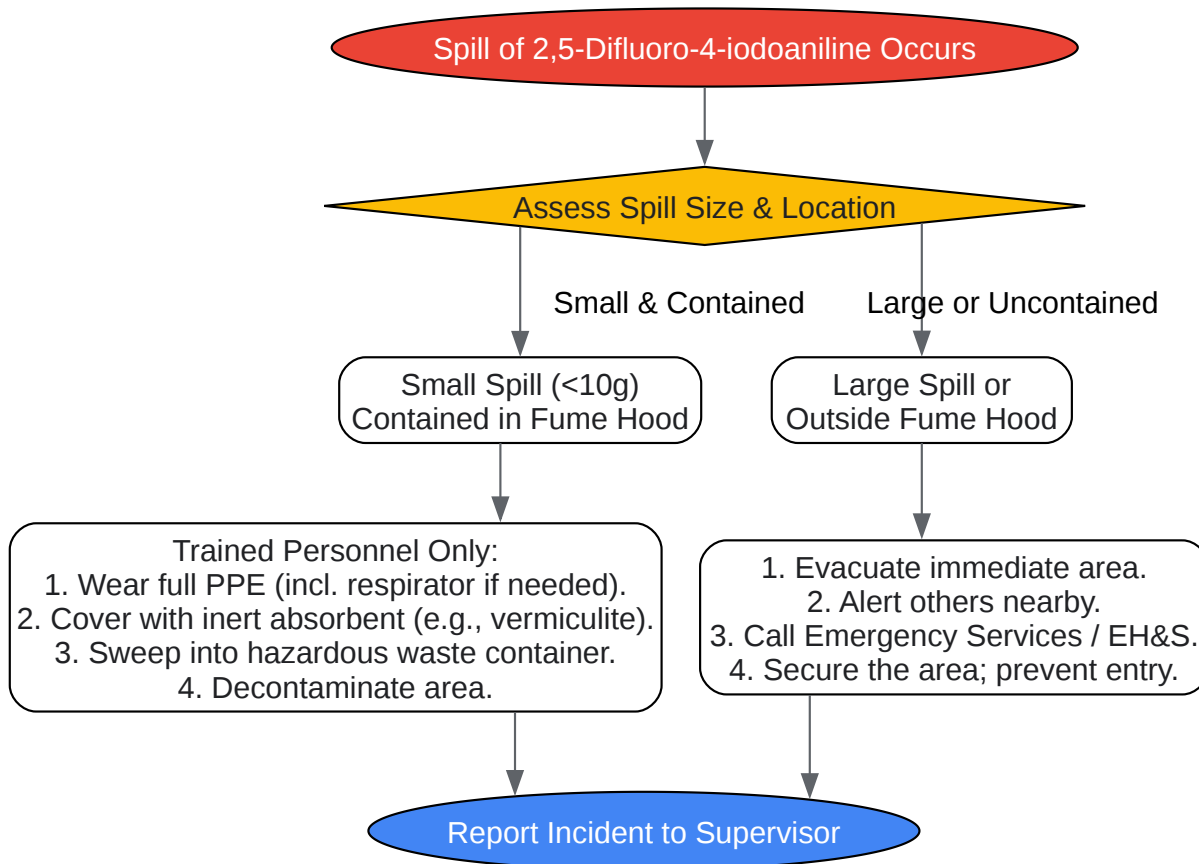 Spill of 2,5-Difluoro-4-iodoaniline Occurs
Assess Spill Size & Location
Small & Contained
Large or Uncontained
Small Spill (<10g)
Contained in Fume Hood
Large Spill or
Outside Fume Hood
Trained Personnel Only:
1. Wear full PPE (incl. respirator if needed).
2. Cover with inert absorbent (e.g., vermiculite).
3. Sweep into hazardous waste container.
4. Decontaminate area.
1. Evacuate immediate area.
2. Alert others nearby.
3. Call Emergency Services / EH&S.
4. Secure the area; prevent entry.
Report Incident to Supervisor